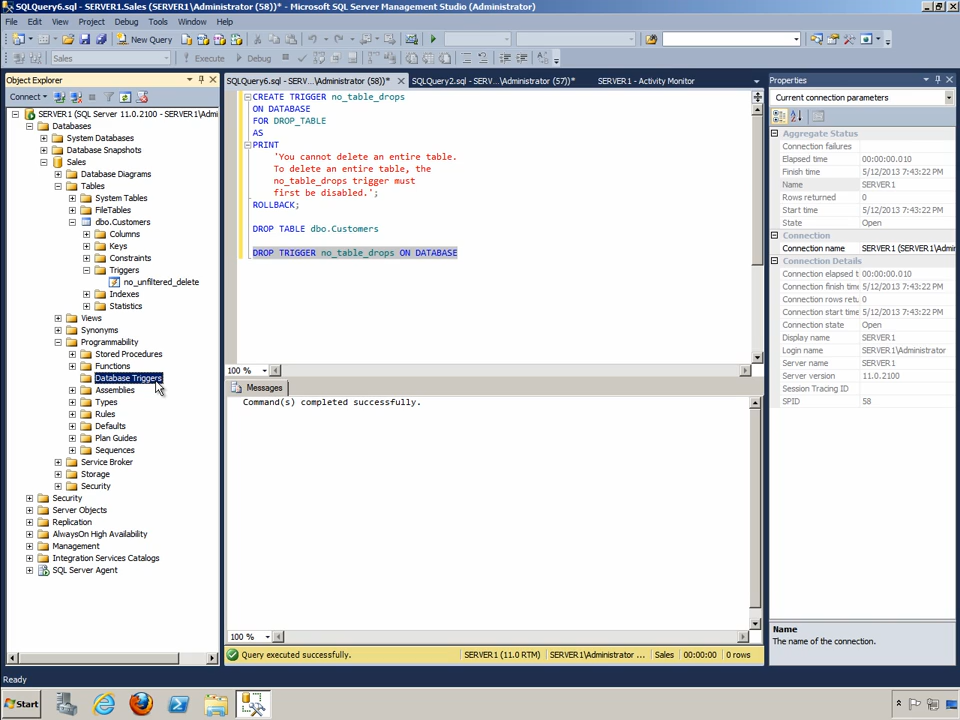 SQLQuery6.sql - SERVER1.Sales (SERVER1\Administrator (58))* - Microsoft SQL Server Management Studio (Administrator)
File Edit View Project Debug Tools Window Help
New Query
Sales Execute Debug
Object Explorer
Connect
SERVER1 (SQL Server 11.0.2100 - SERVER1\Admi
Databases
System Databases
Database Snapshots
Sales
Database Diagrams
Tables
System Tables
FileTables
dbo.Customers
Columns
Keys
Constraints
Triggers
no_unfiltered_delete
Indexes
Statistics
Views
Synonyms
Programmability
Stored Procedures
Functions
Database Triggers
Assemblies
Types
Rules
Defaults
Plan Guides
Sequences
Service Broker
Storage
Security
Security
Server Objects
Replication
AlwaysOn High Availability
Management
Integration Services Catalogs
SQL Server Agent
SQLQuery6.sql - SERV...\Administrator (58))* SQLQuery2.sql - SERV...\Administrator (57))* SERVER1 - Activity Monitor
CREATE TRIGGER no_table_drops
ON DATABASE
FOR DROP_TABLE
AS
PRINT
'You cannot delete an entire table.
To delete an entire table, the
no_table_drops trigger must
first be disabled.';
ROLLBACK;
DROP TABLE dbo.Customers
DROP TRIGGER no_table_drops ON DATABASE
100 %
Messages
Command(s) completed successfully.
100 %
Query executed successfully. SERVER1 (11.0 RTM) SERVER1\Administrator ... Sales 00:00:00 0 rows
Properties
Current connection parameters
Aggregate Status
Connection failures
Elapsed time 00:00:00.010
Finish time 5/12/2013 7:43:22 PM
Name SERVER1
Rows returned 0
Start time 5/12/2013 7:43:22 PM
State Open
Connection
Connection name SERVER1 (SERVER1\Admin
Connection Details
Connection elapsed t 00:00:00.010
Connection finish time 5/12/2013 7:43:22 PM
Connection rows retu 0
Connection start time 5/12/2013 7:43:22 PM
Connection state Open
Display name SERVER1
Login name SERVER1\Administrator
Server name SERVER1
Server version 11.0.2100
Session Tracing ID
SPID 58
Name
The name of the connection.
Ready
Start